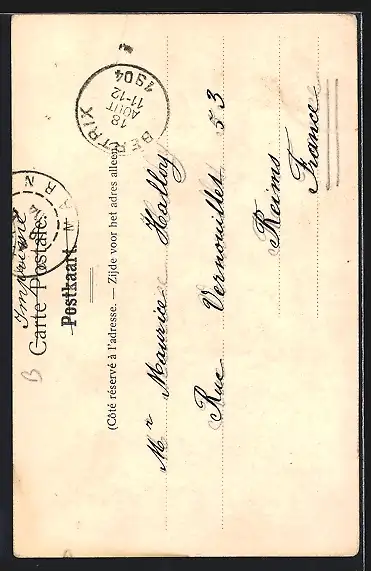 Imprimé
Carte Postale.
Postkaart
(Côté réservé à l'adresse. — Zijde voor het adres alleen.)
BERTRIX
18
AOUT
11-12
1904
Mr Maurice Halloy
Rue Vernouillet 53
Reims
France
B